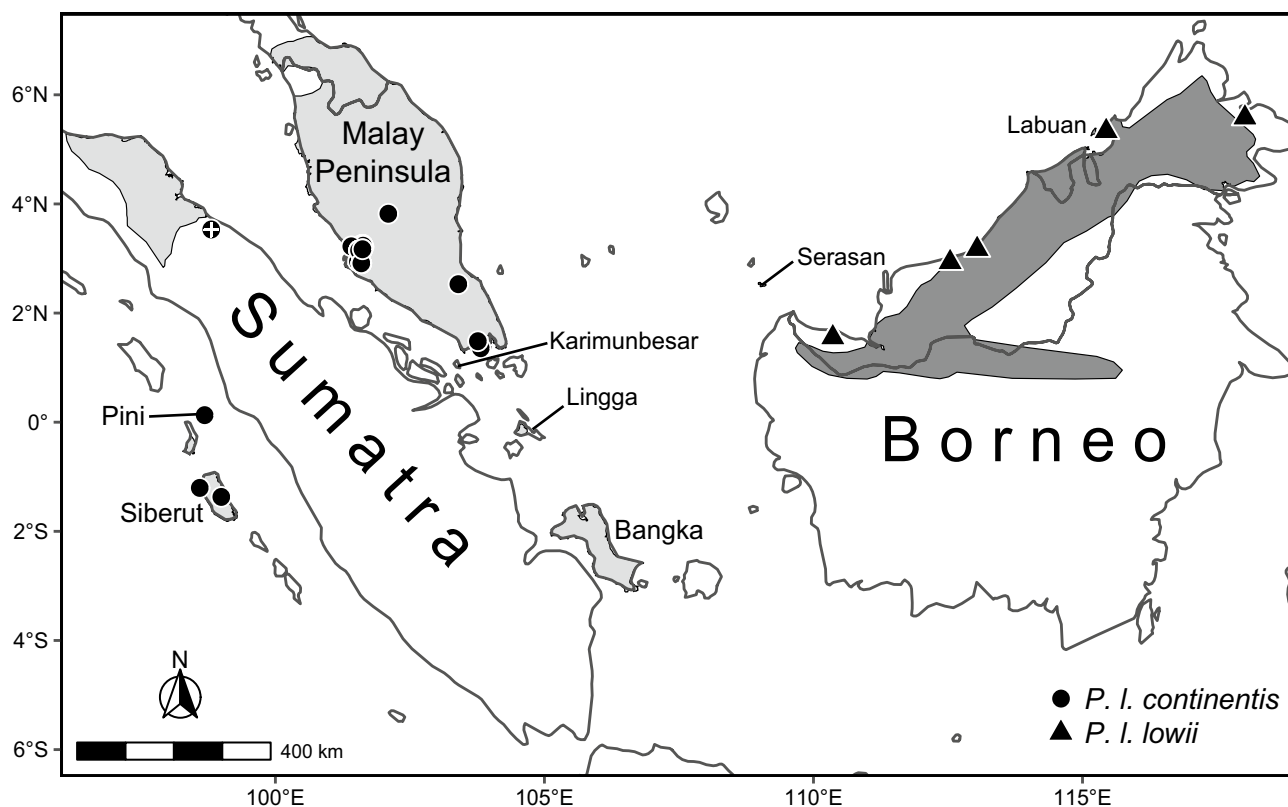 6°N
4°N
2°N
0°
2°S
4°S
6°S
Malay
Peninsula
Labuan
Serasan
Karimunbesar
Lingga
Pini
Siberut
Sumatra
Bangka
Borneo
N
400 km
P. l. continentis
P. l. lowii
100°E
105°E
110°E
115°E